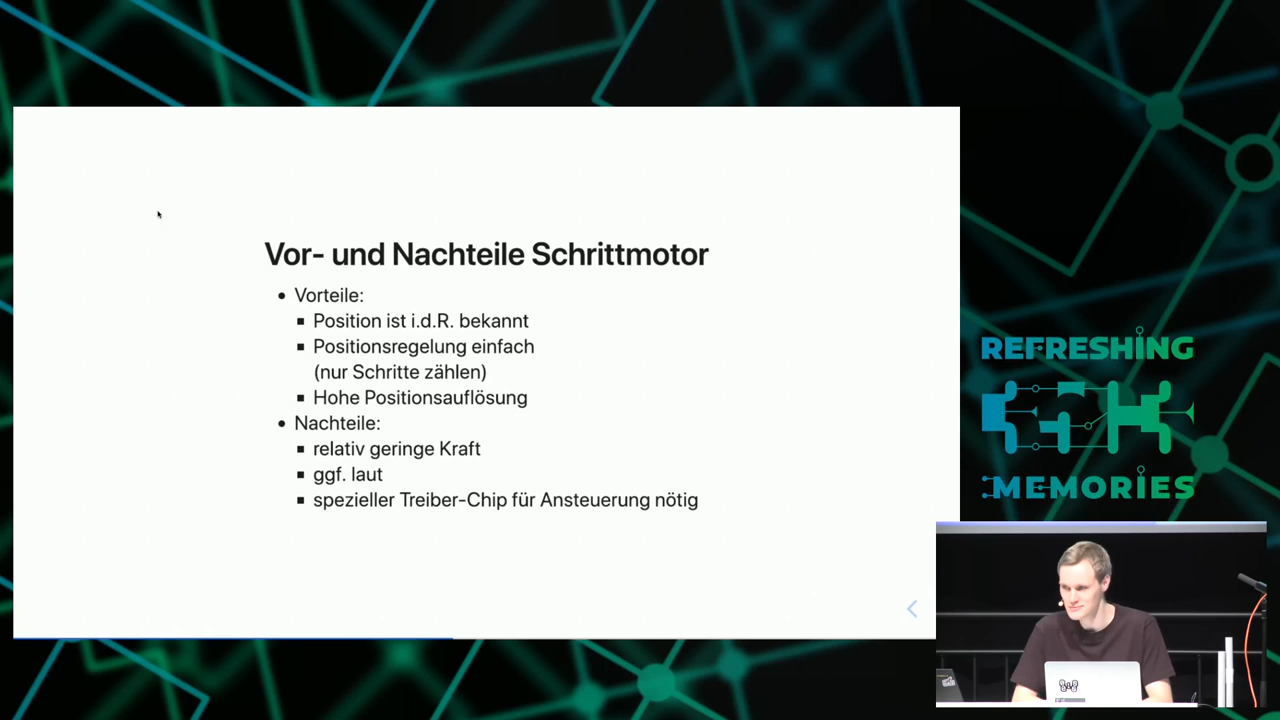 Vor- und Nachteile Schrittmotor
Vorteile:
Position ist i.d.R. bekannt
Positionsregelung einfach
(nur Schritte zählen)
Hohe Positionsauflösung
Nachteile:
relativ geringe Kraft
ggf. laut
spezieller Treiber-Chip für Ansteuerung nötig
REFRESHING
MEMORIES